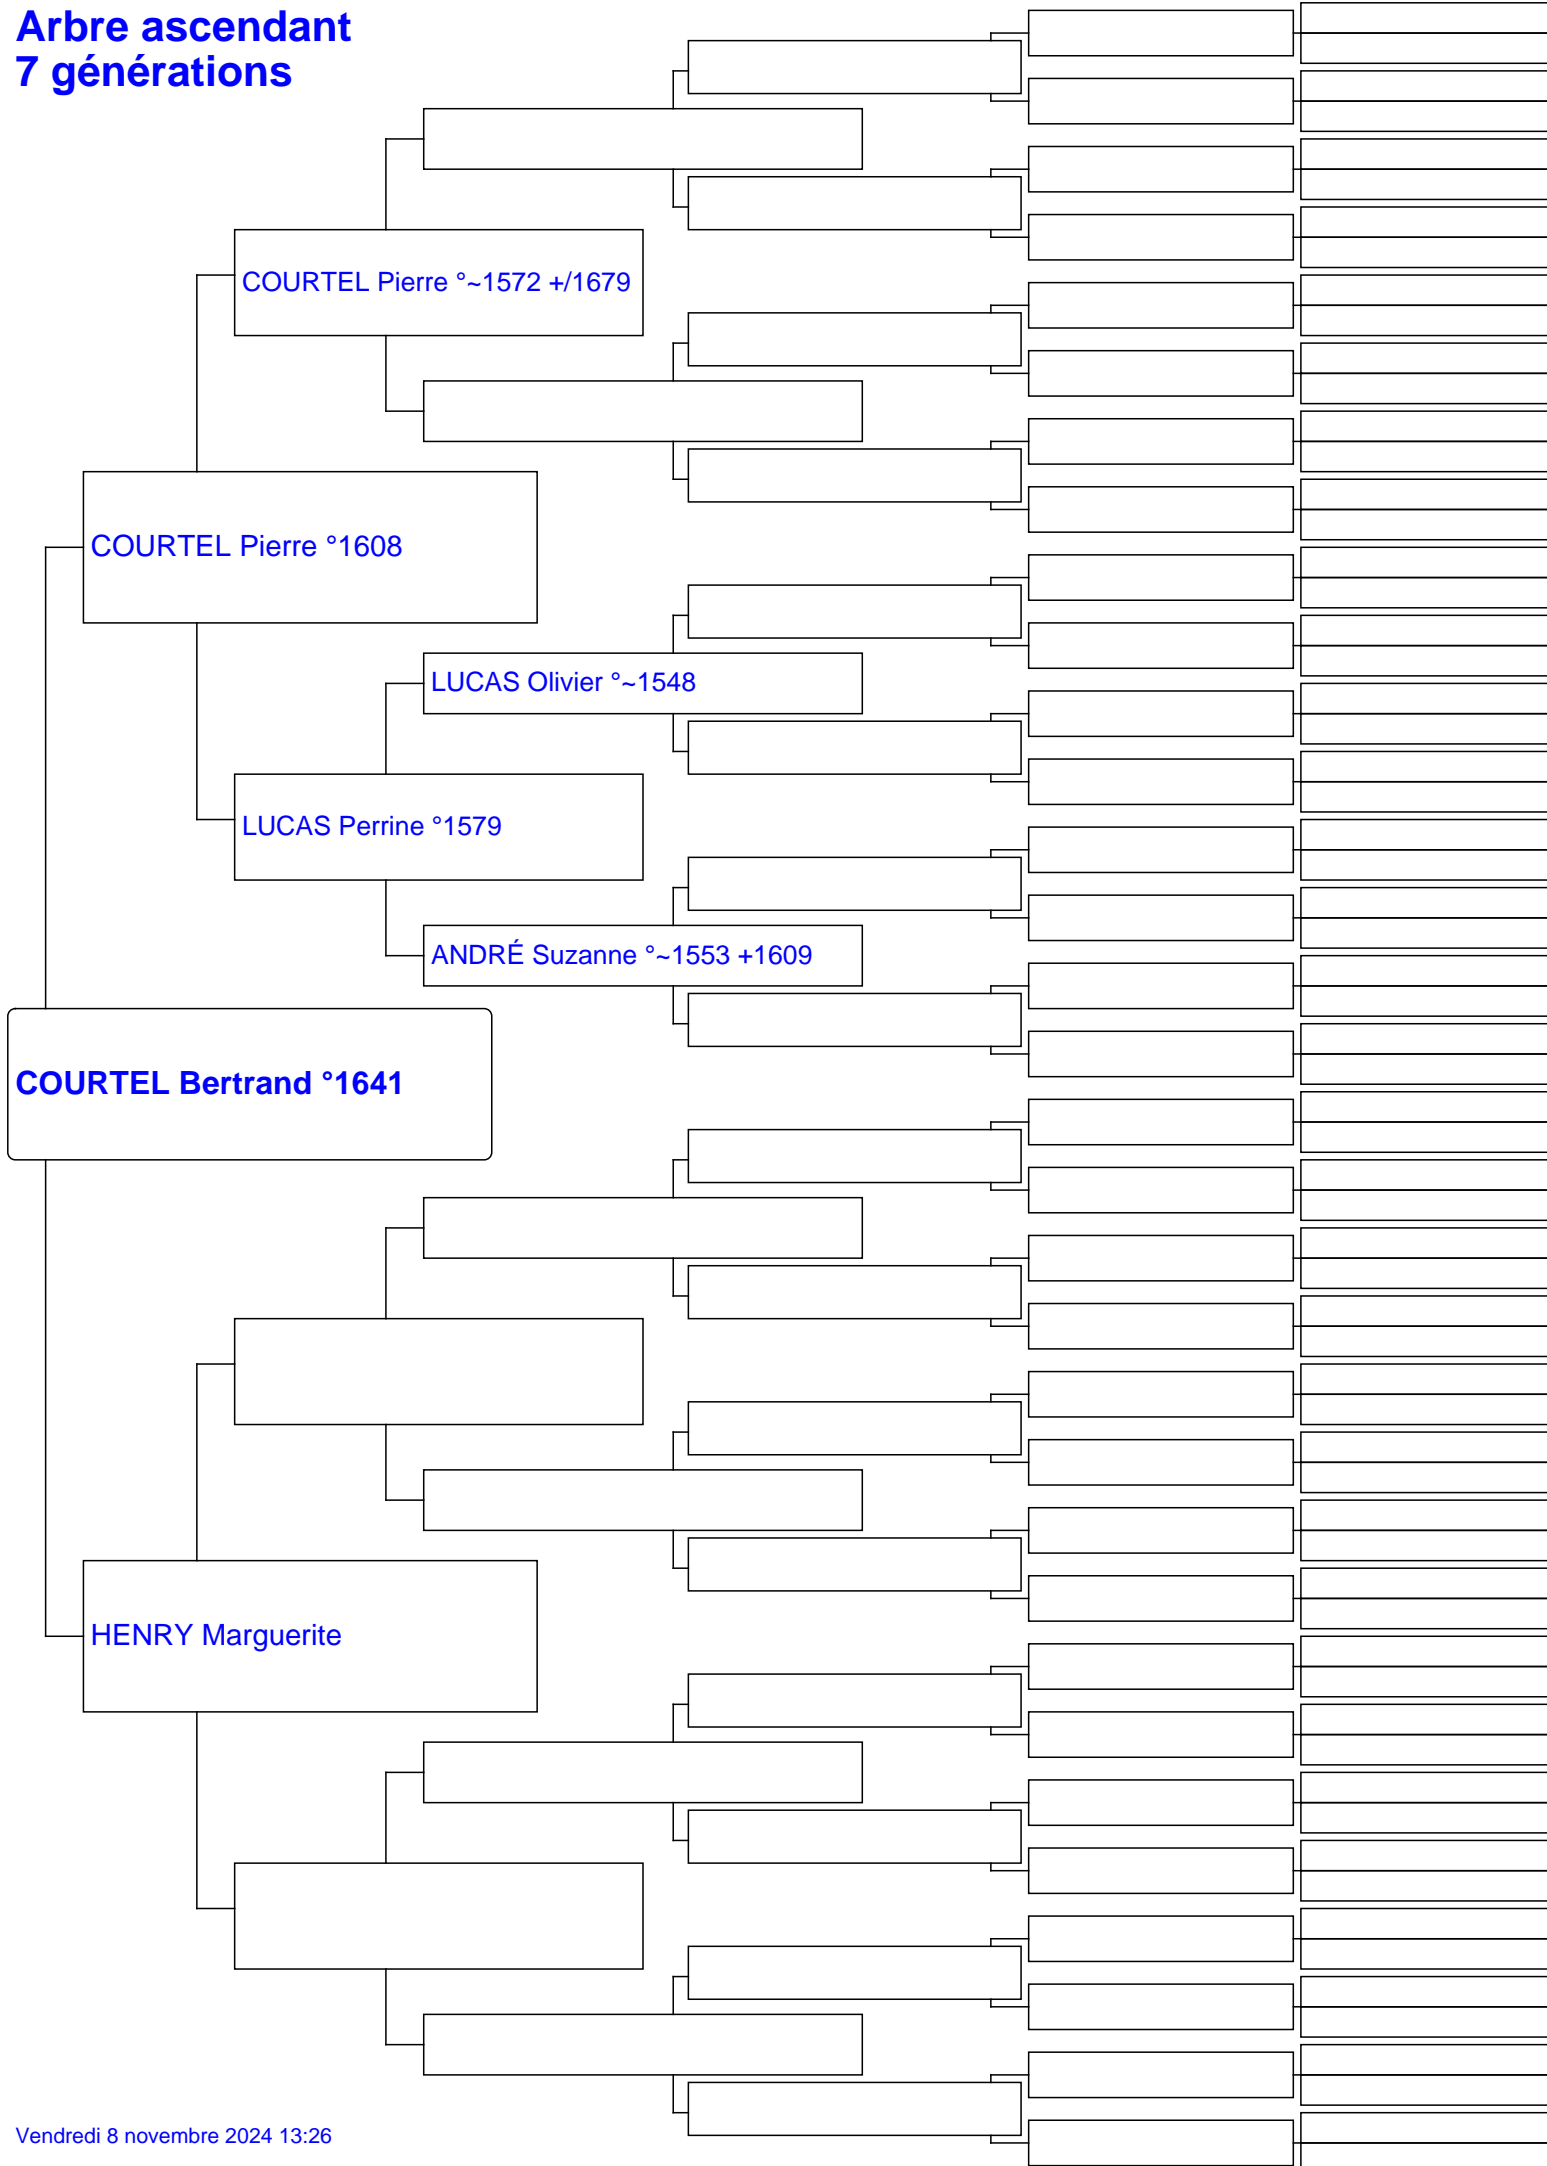 Arbre ascendant
7 générations
COURTEL Pierre °~1572 +/1679
COURTEL Pierre °1608
LUCAS Olivier °~1548
LUCAS Perrine °1579
ANDRÉ Suzanne °~1553 +1609
COURTEL Bertrand °1641
HENRY Marguerite
Vendredi 8 novembre 2024 13:26